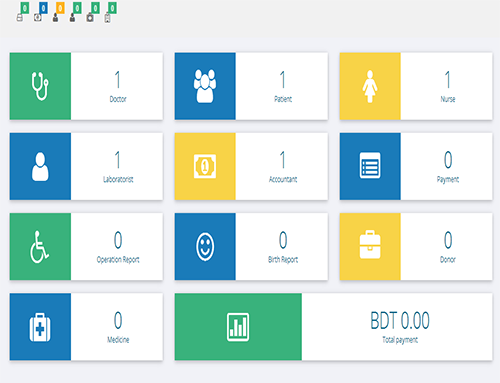 0 0 0 0 0 0
1 1 1
Doctor Patient Nurse
1 1 0
Laboratorist Accountant Payment
0 0 0
Operation Report Birth Report Donor
0 BDT 0.00
Medicine Total payment